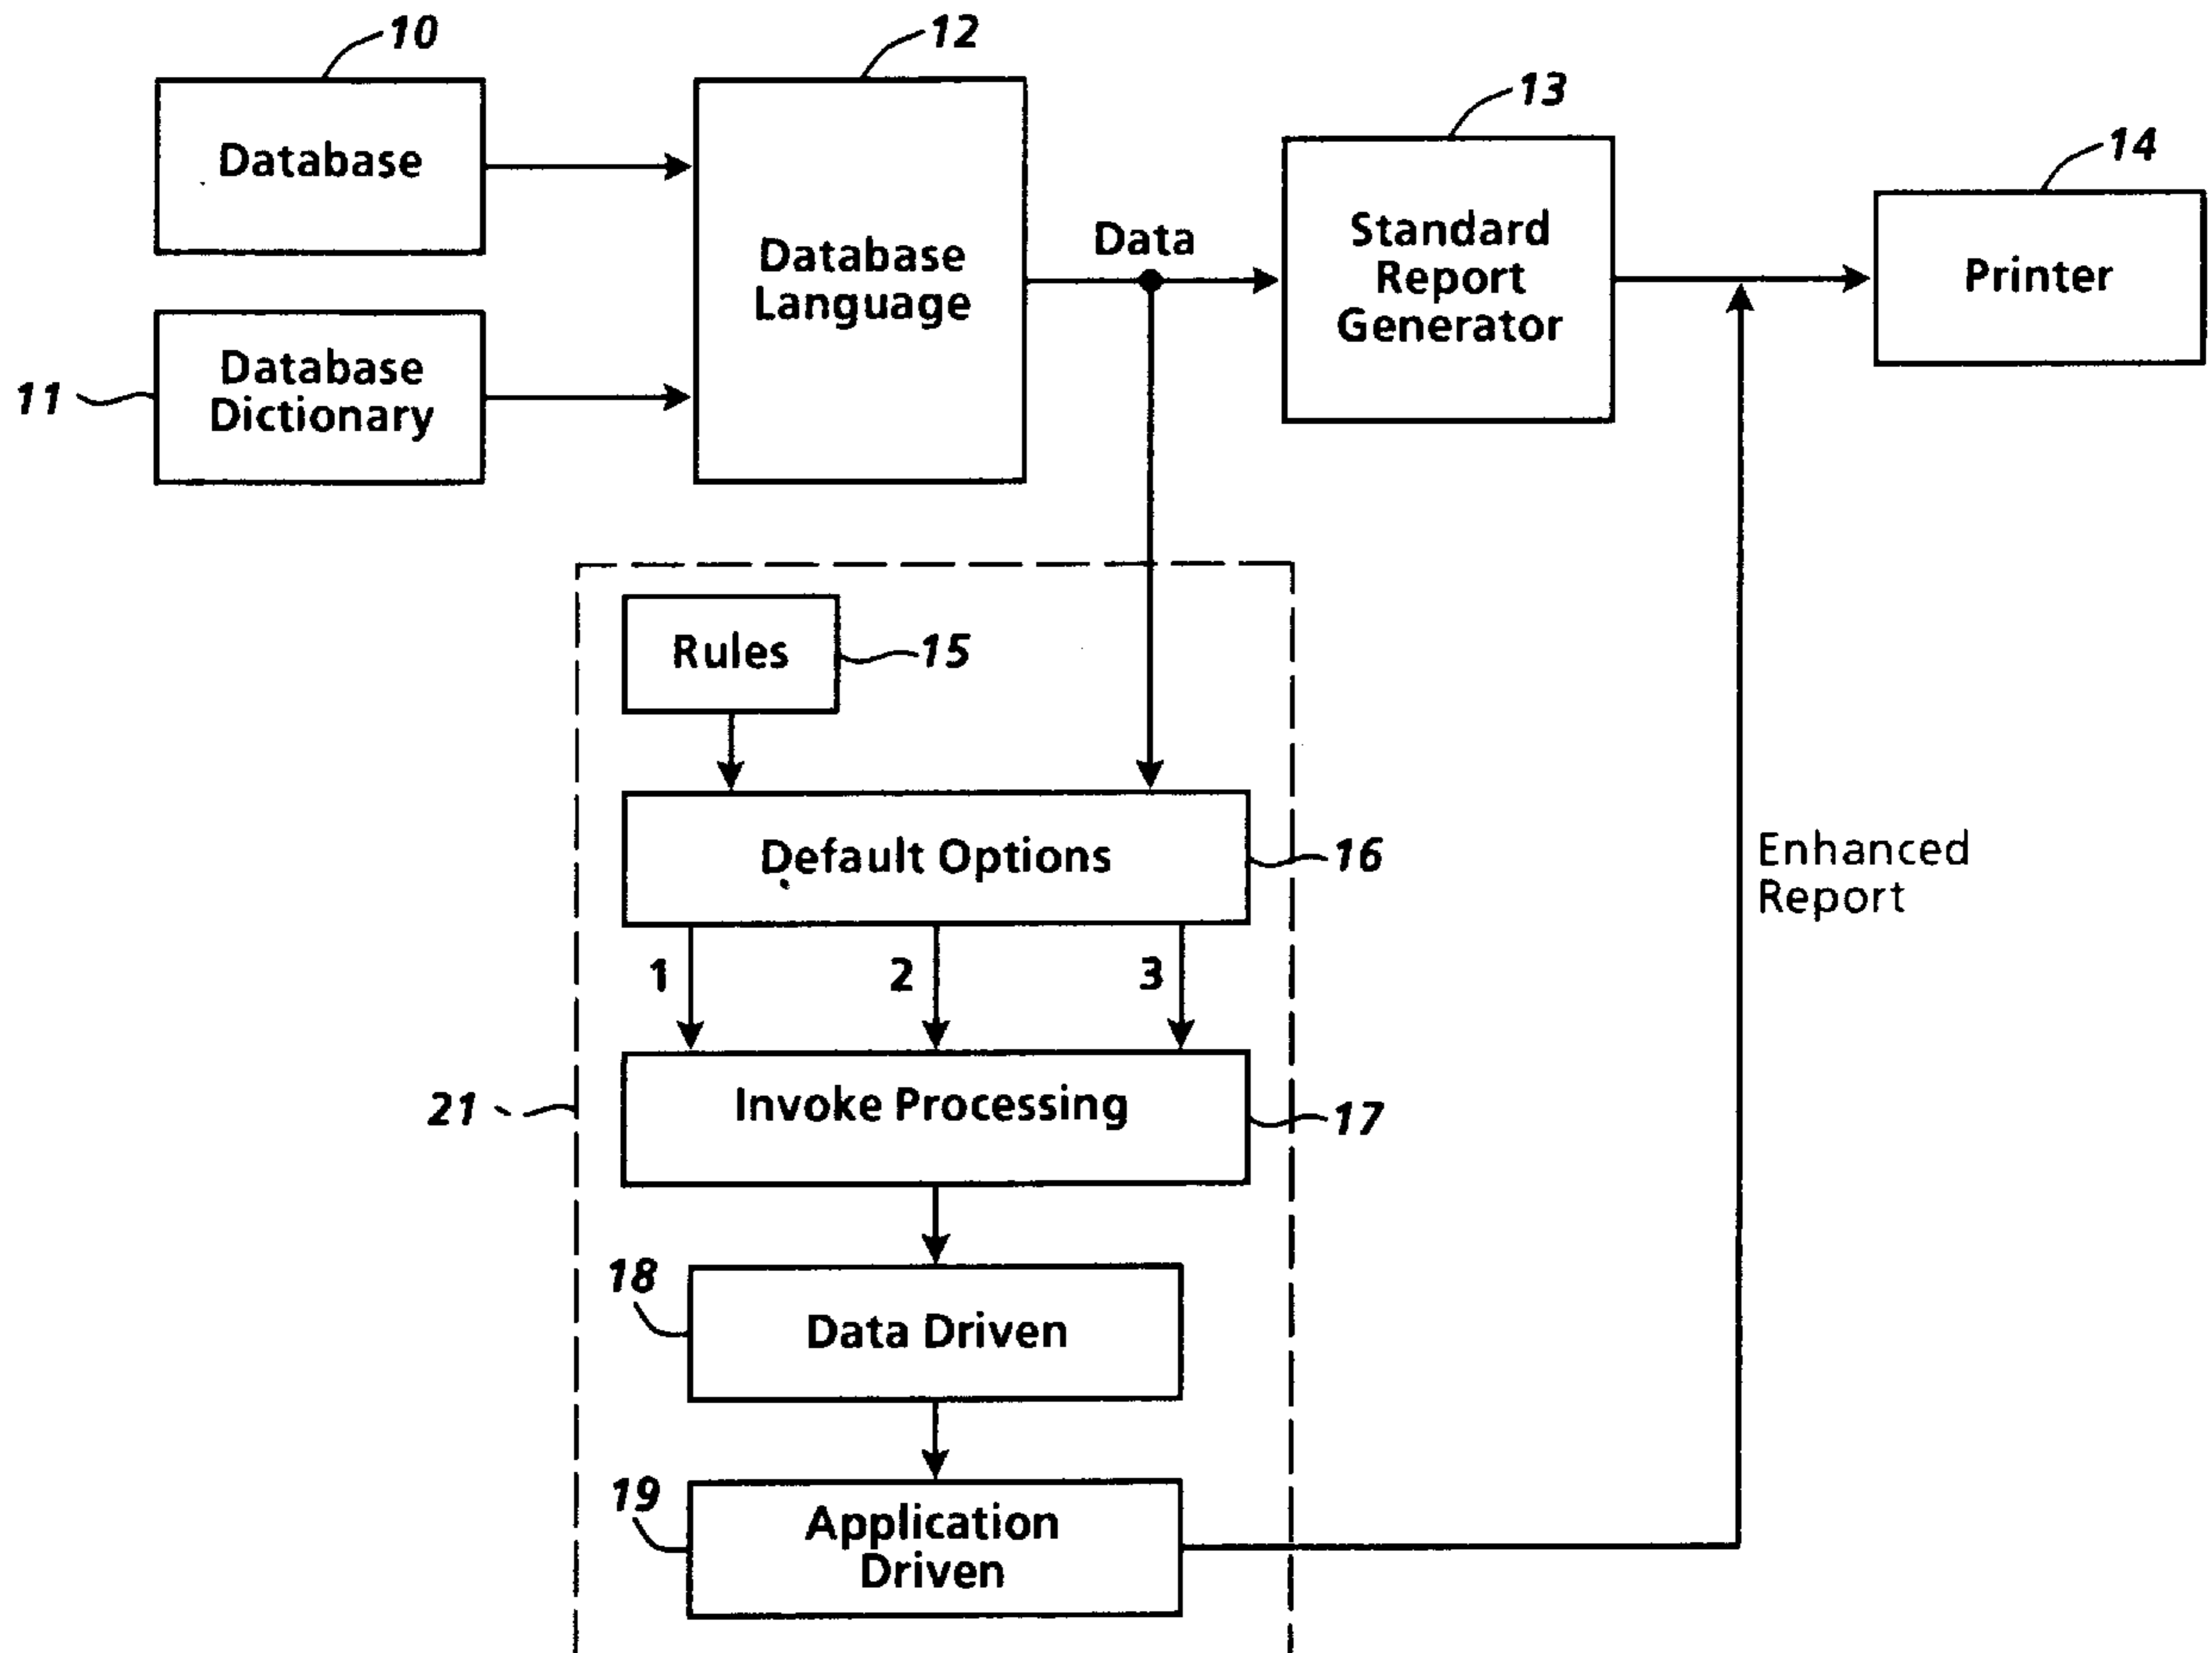 10
12
13
14
Database
Database
Language
Data
Standard
Report
Generator
Printer
11
Database
Dictionary
Rules
15
Default Options
16
Enhanced
Report
1
2
3
21
Invoke Processing
17
18
Data Driven
19
Application
Driven